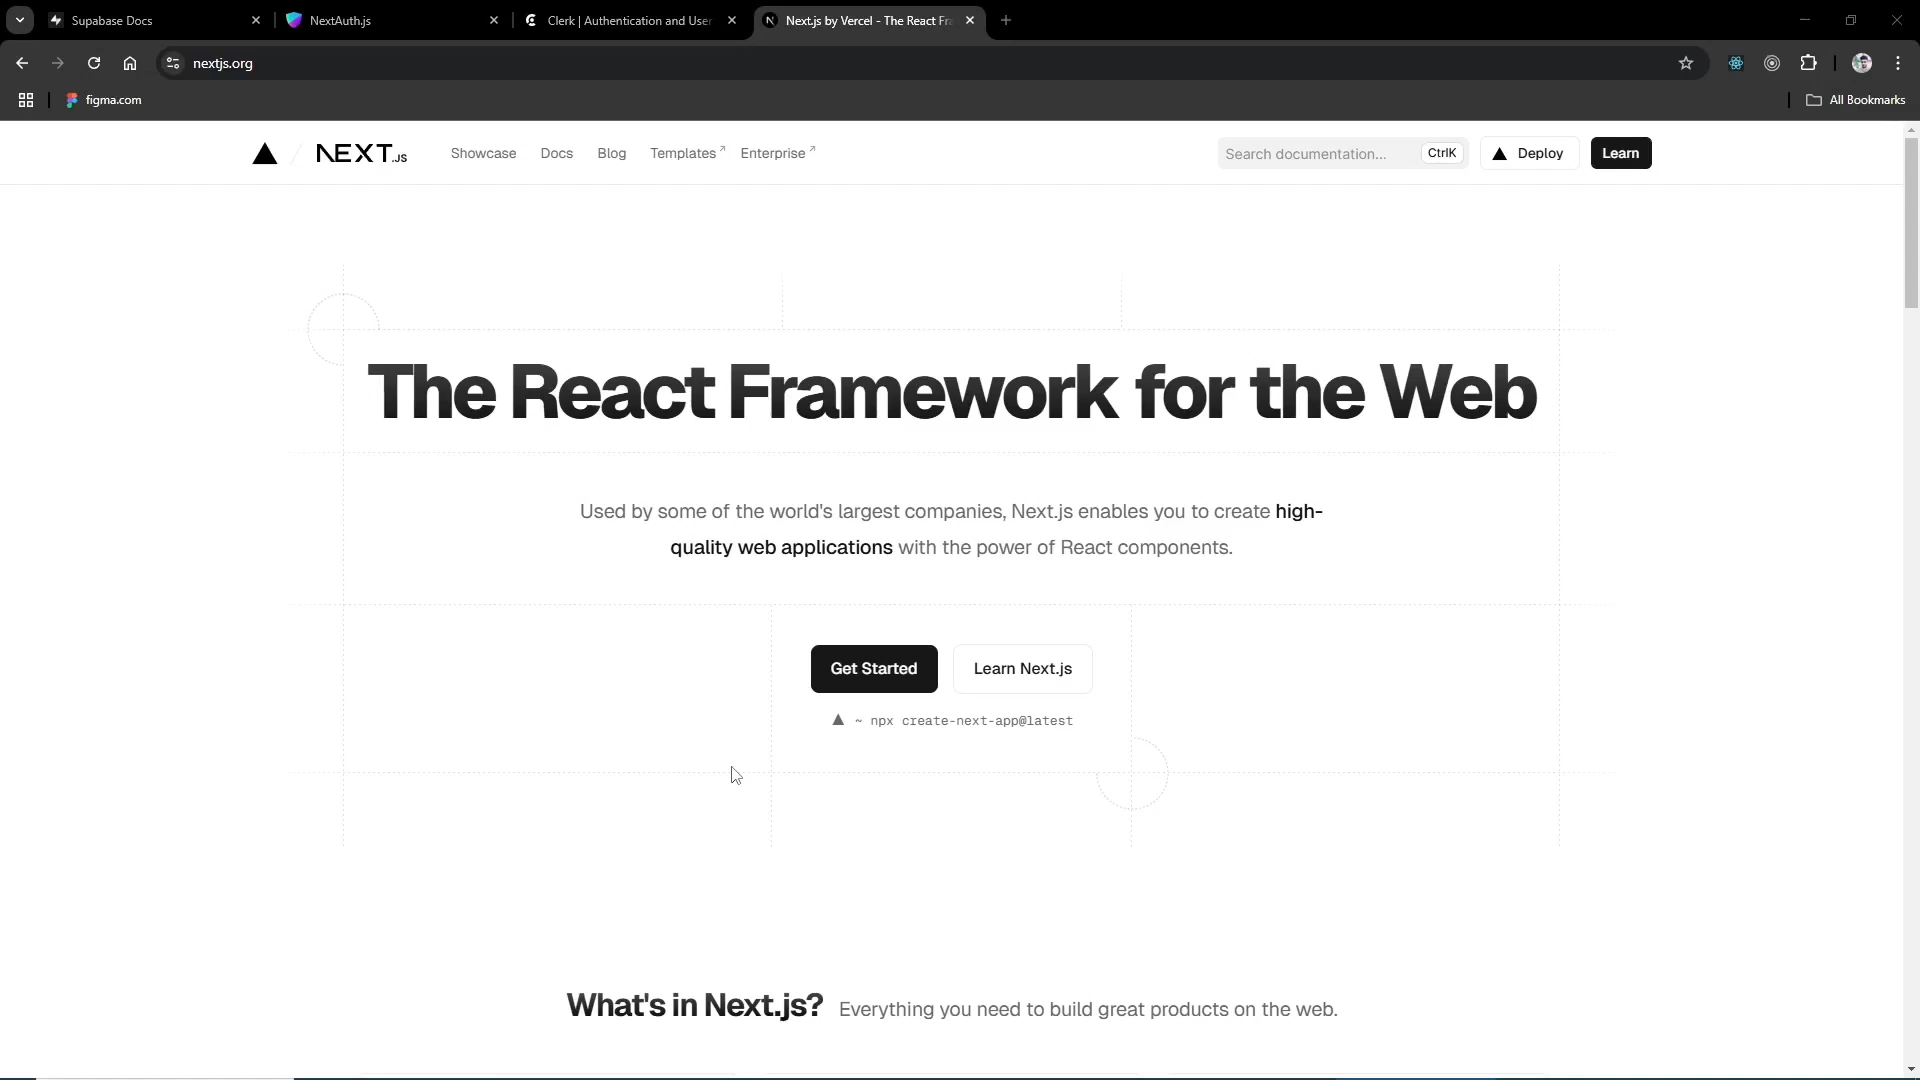 Supabase Docs
NextAuth.js
Clerk | Authentication and User
Next.js by Vercel - The React Fra
nextjs.org
figma.com
All Bookmarks
NEXT.JS
Showcase
Docs
Blog
Templates ↗
Enterprise ↗
Search documentation...
CtrlK
Deploy
Learn
The React Framework for the Web
Used by some of the world's largest companies, Next.js enables you to create high-
quality web applications with the power of React components.
Get Started
Learn Next.js
~ npx create-next-app@latest
What's in Next.js? Everything you need to build great products on the web.